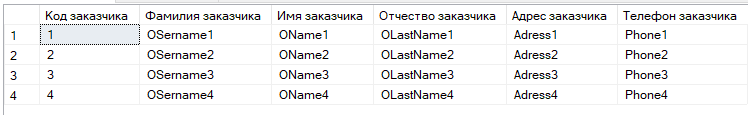 Код заказчика Фамилия заказчика Имя заказчика Отчество заказчика Адрес заказчика Телефон заказчика
1 1 OSername1 OName1 OLastName1 Adress1 Phone1
2 2 OSername2 OName2 OLastName2 Adress2 Phone2
3 3 OSername3 OName3 OLastName3 Adress3 Phone3
4 4 OSername4 OName4 OLastName4 Adress4 Phone4